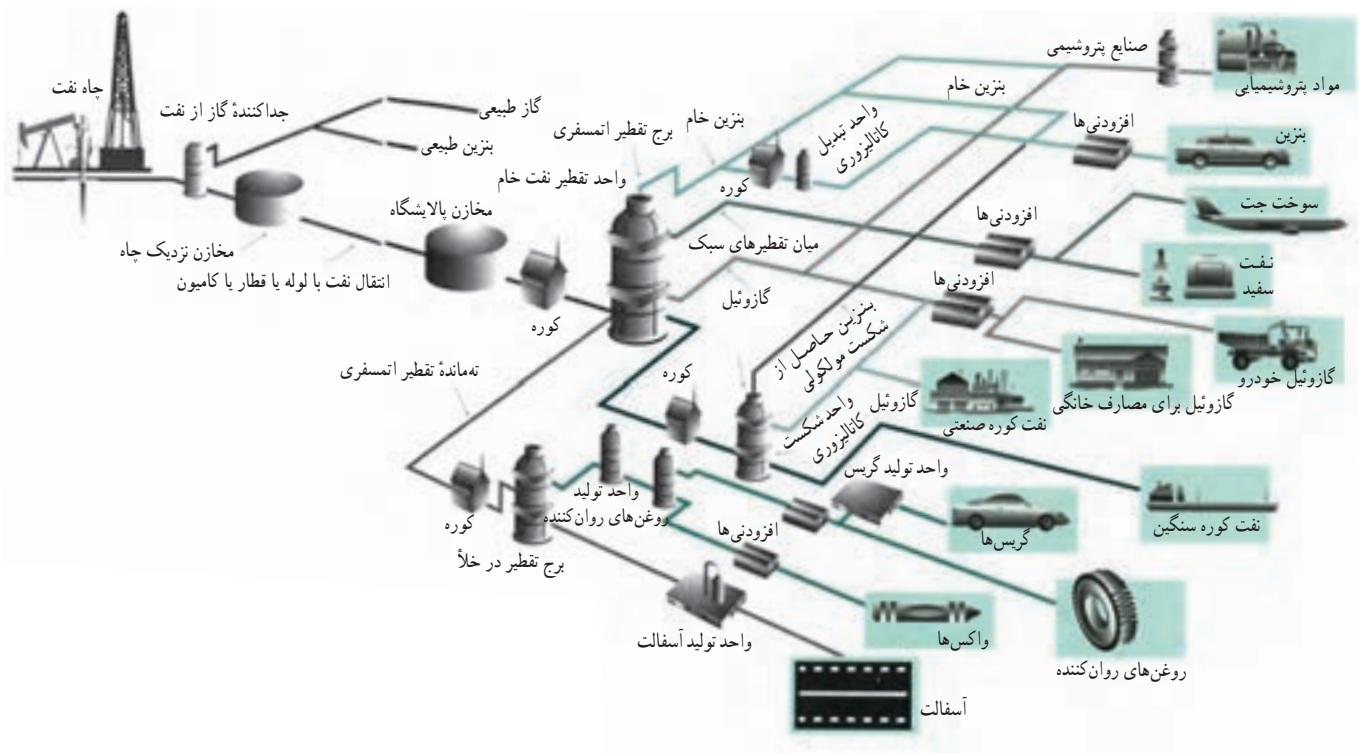 چاه نفت
جداکنندهٔ گاز از نفت
گاز طبیعی
بنزین طبیعی
مخازن نزدیک چاه
انتقال نفت با لوله یا قطار یا کامیون
مخازن پالایشگاه
کوره
واحد تقطیر نفت خام
برج تقطیر اتمسفری
بنزین خام
کوره
واحد تبدیل
کاتالیزوری
بنزین خام
صنایع پتروشیمی
مواد پتروشیمیایی
افزودنی‌ها
بنزین
میان تقطیرهای سبک
افزودنی‌ها
سوخت جت
نفت
سفید
گازوئیل
افزودنی‌ها
گازوئیل خودرو
گازوئیل برای مصارف خانگی
بنزین حاصل از
شکست مولکولی
گازوئیل
نفت کوره صنعتی
کوره
واحد شکست
کاتالیزوری
نفت کوره سنگین
ته‌ماندهٔ تقطیر اتمسفری
کوره
برج تقطیر در خلأ
واحد تولید
روغن‌های روان‌کننده
واحد تولید گریس
گریس‌ها
افزودنی‌ها
روغن‌های روان‌کننده
واکس‌ها
واحد تولید آسفالت
آسفالت